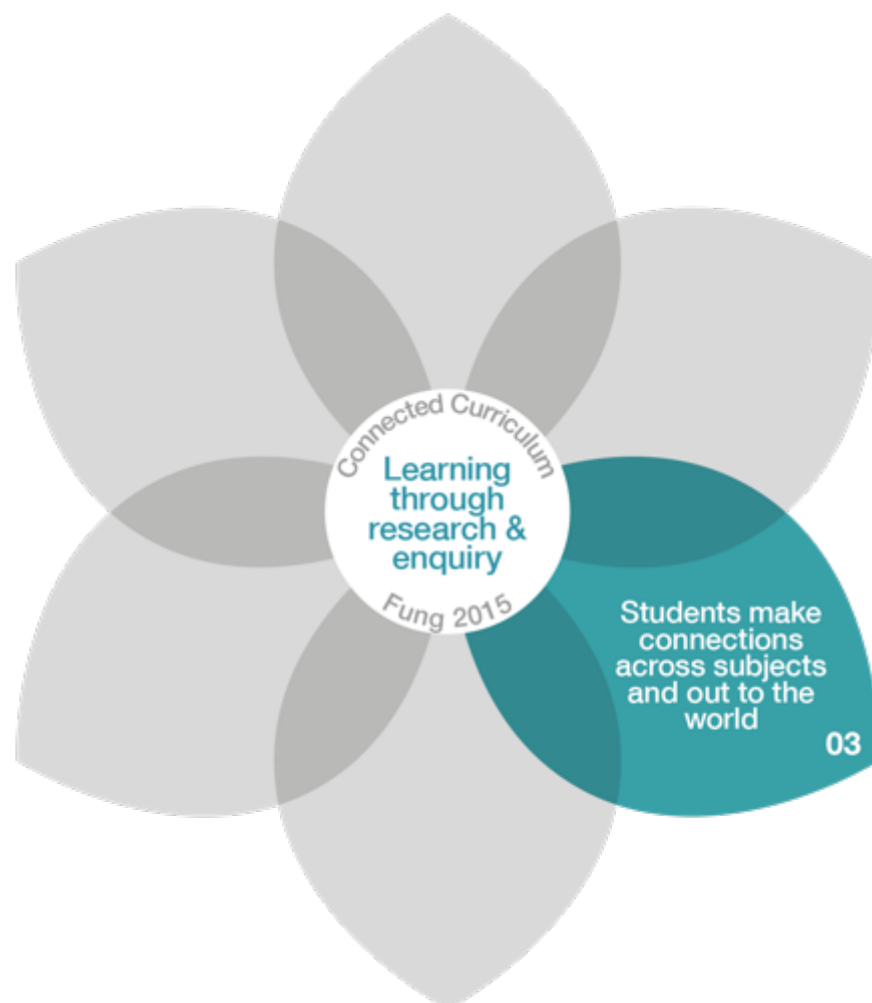 Connected Curriculum
Learning
through
research &
enquiry
Fung 2015
Students make
connections
across subjects
and out to the
world
03